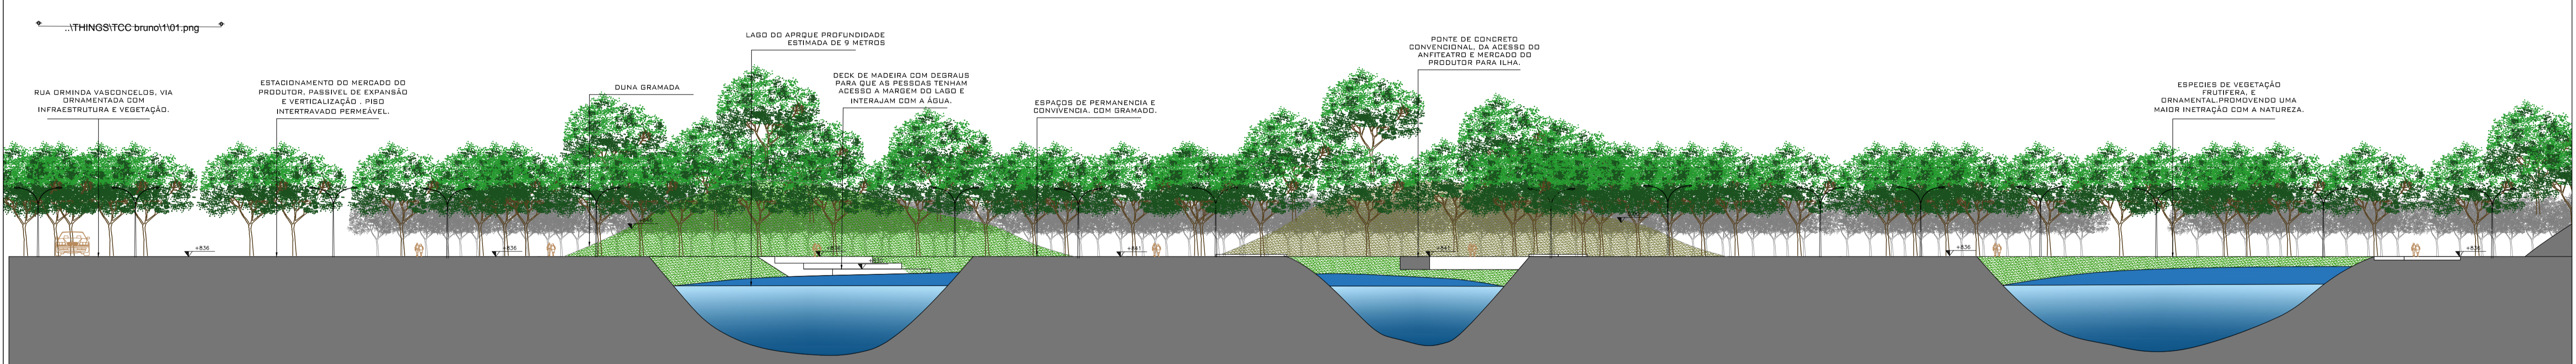 ..\THINGS\TCC bruno\1\01.png
RUA ORMINDA VASCONCELOS, VIA
ORNAMENTADA COM
INFRAESTRUTURA E VEGETAÇÃO.
ESTACIONAMENTO DO MERCADO DO
PRODUTOR, PASSIVEL DE EXPANSÃO
E VERTICALIZAÇÃO . PISO
INTERTRAVADO PERMEÁVEL.
DUNA GRAMADA
LAGO DO APRQUE PROFUNDIDADE
ESTIMADA DE 9 METROS
DECK DE MADEIRA COM DEGRAUS
PARA QUE AS PESSOAS TENHAM
ACESSO A MARGEM DO LAGO E
INTERAJAM COM A ÁGUA.
ESPAÇOS DE PERMANENCIA E
CONVIVENCIA. COM GRAMADO.
PONTE DE CONCRETO
CONVENCIONAL, DA ACESSO DO
ANFITEATRO E MERCADO DO
PRODUTOR PARA ILHA.
ESPECIES DE VEGETAÇÃO
FRUTIFERA, E
ORNAMENTAL.PROMOVENDO UMA
MAIOR INETRAÇÃO COM A NATUREZA.
+836
+836
+836
+841
+841
+836
+836